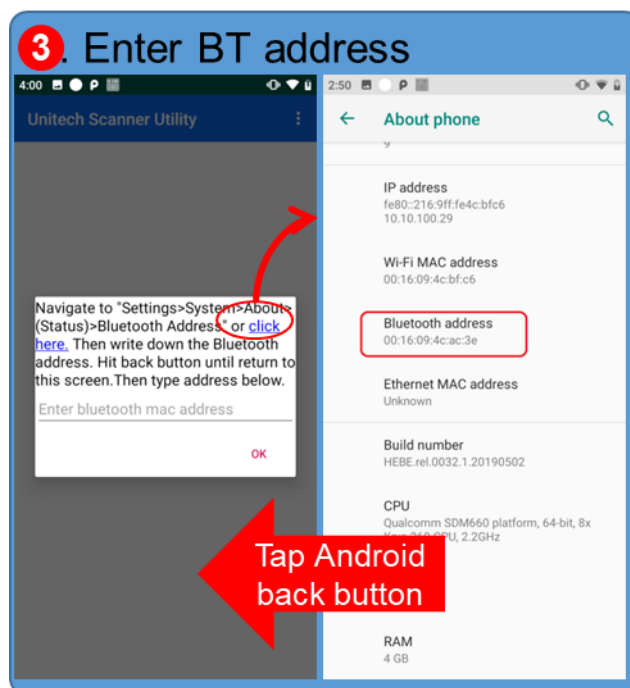 3. Enter BT address
4:00
Unitech Scanner Utility
Navigate to "Settings>System>About>
(Status)>Bluetooth Address" or click
here. Then write down the Bluetooth
address. Hit back button until return to
this screen.Then type address below.
Enter bluetooth mac address
OK
2:50
About phone
IP address
fe80::216:9ff:fe4c:bfc6
10.10.100.29
Wi-Fi MAC address
00:16:09:4c:bf:c6
Bluetooth address
00:16:09:4c:ac:3e
Ethernet MAC address
Unknown
Build number
HEBE.rel.0032.1.20190502
CPU
Qualcomm SDM660 platform, 64-bit, 8x
CPU, 2.2GHz
Tap Android
back button
RAM
4 GB